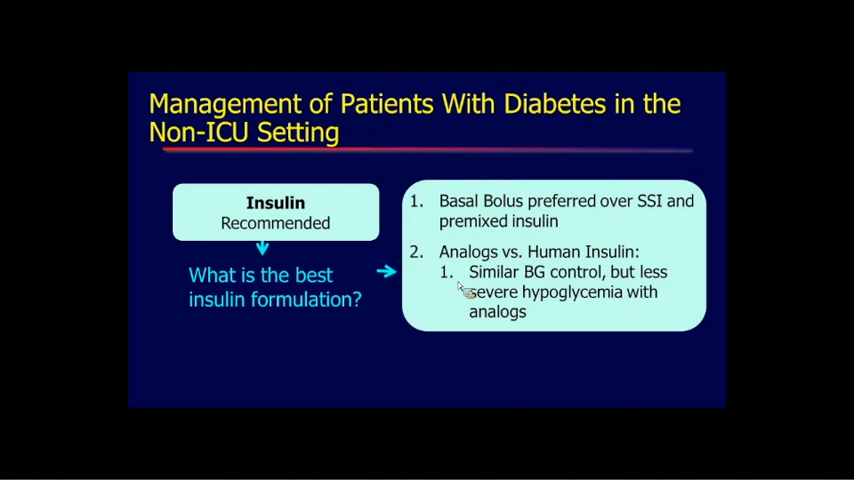 Management of Patients With Diabetes in the
Non-ICU Setting
Insulin
Recommended
What is the best
insulin formulation?
1. Basal Bolus preferred over SSI and
premixed insulin
2. Analogs vs. Human Insulin:
1. Similar BG control, but less
severe hypoglycemia with
analogs